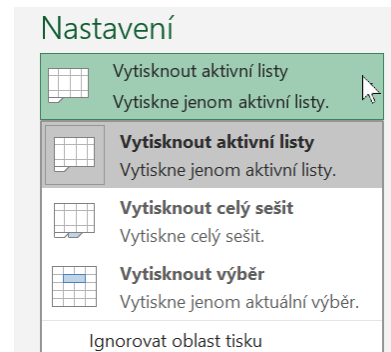 Nastavení
Vytisknout aktivní listy
Vytiskne jenom aktivní listy.
Vytisknout aktivní listy
Vytiskne jenom aktivní listy.
Vytisknout celý sešit
Vytiskne celý sešit.
Vytisknout výběr
Vytiskne jenom aktuální výběr.
Ignorovat oblast tisku